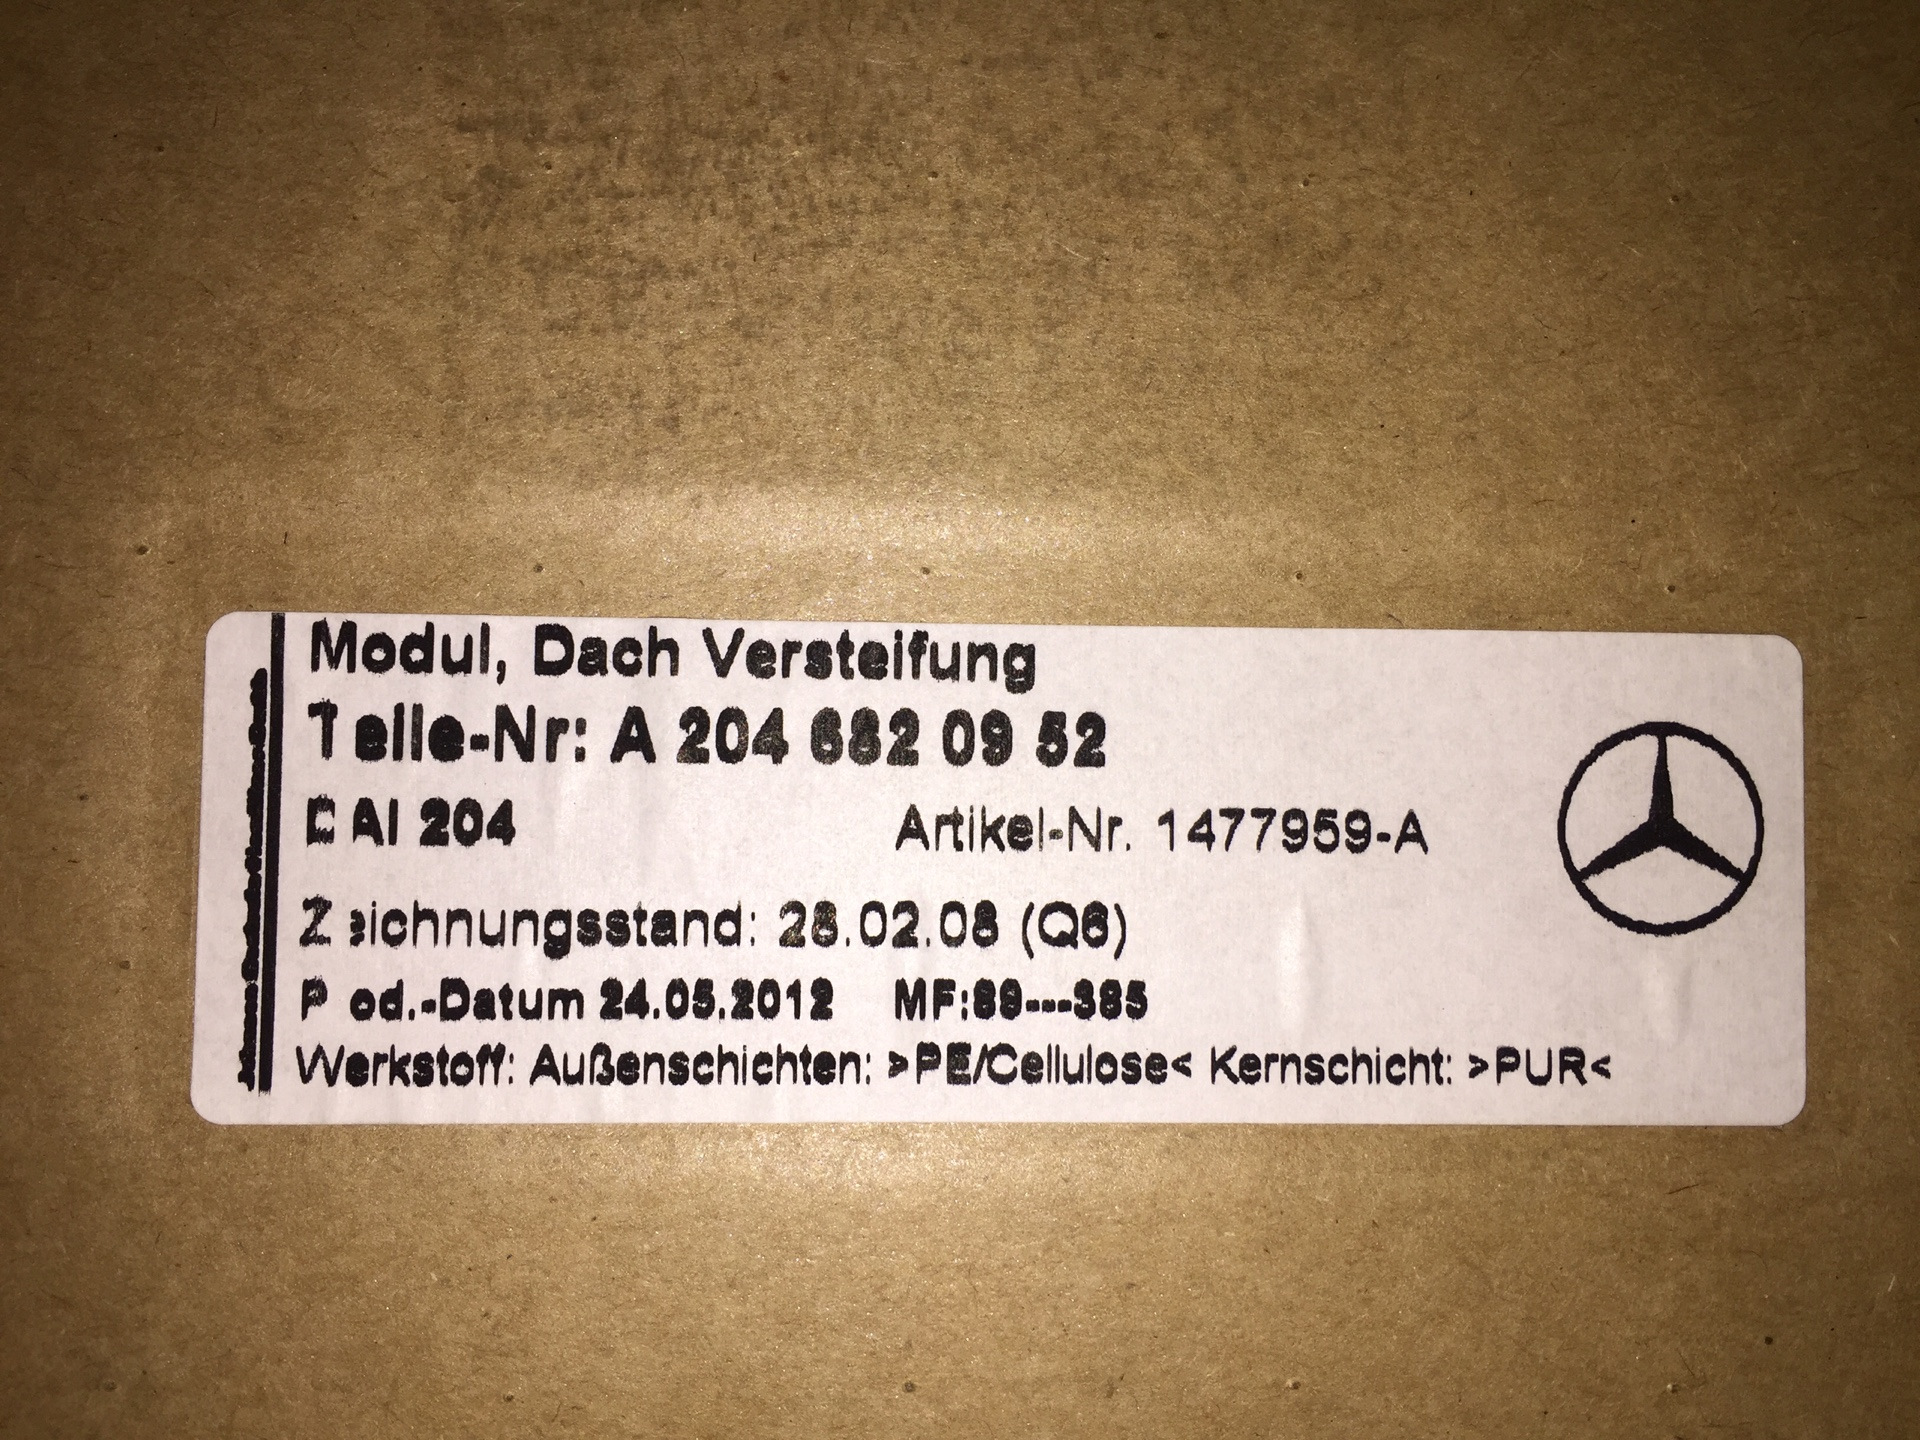 Modul, Dach Versteifung
Teile-Nr: A 204 682 09 52
DAI 204
Artikel-Nr. 1477959-A
Zeichnungsstand: 28.02.08 (Q6)
Prod.-Datum 24.05.2012 MF:89---385
Werkstoff: Außenschichten: >PE/Cellulose< Kernschicht: >PUR<